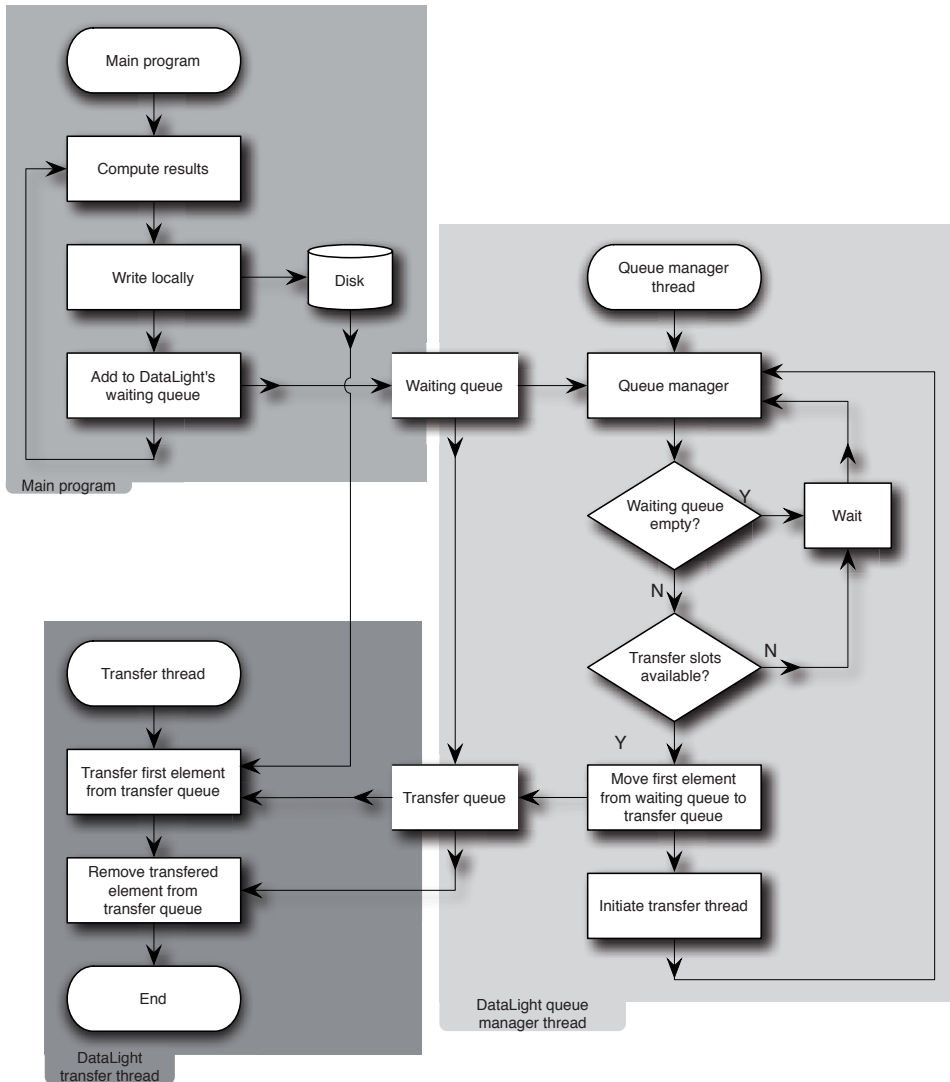 Main program
Compute results
Write locally
Disk
Add to DataLight's
waiting queue
Main program
Waiting queue
Queue manager
thread
Queue manager
Waiting queue
empty?
Y
Wait
N
Transfer slots
available?
N
Y
Move first element
from waiting queue to
transfer queue
Initiate transfer thread
DataLight queue
manager thread
Transfer queue
Transfer thread
Transfer first element
from transfer queue
Remove transfered
element from
transfer queue
End
DataLight
transfer thread